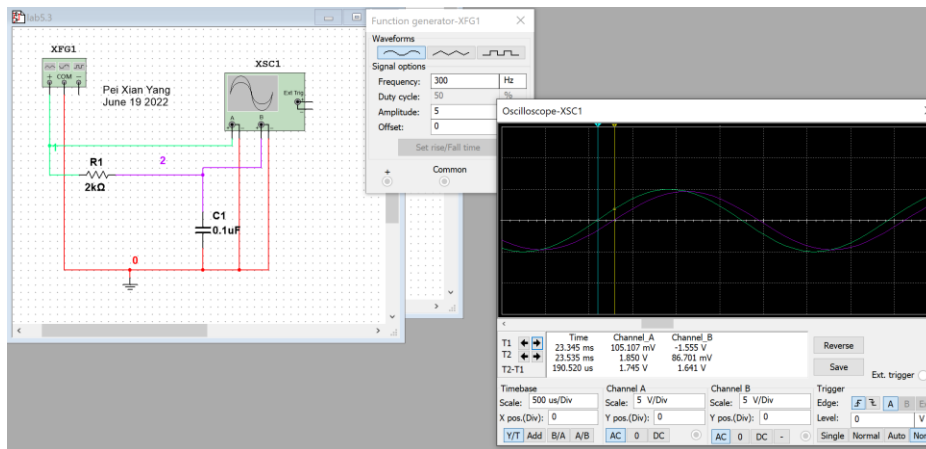 lab5.3
XFG1
COM
XSC1
Ext Trig
A
B
Pei Xian Yang
June 19 2022
1
R1
2kΩ
2
C1
0.1uF
0
Function generator-XFG1
Waveforms
Signal options
Frequency: 300 Hz
Duty cycle: 50 %
Amplitude: 5
Offset: 0
Set rise/Fall time
+ Common
Oscilloscope-XSC1
Time Channel_A Channel_B
T1 23.345 ms 105.107 mV -1.555 V
T2 23.535 ms 1.850 V 86.701 mV
T2-T1 190.520 us 1.745 V 1.641 V
Reverse
Save
Ext. trigger
Timebase Channel A Channel B Trigger
Scale: 500 us/Div Scale: 5 V/Div Scale: 5 V/Div Edge: A B
X pos.(Div): 0 Y pos.(Div): 0 Y pos.(Div): 0 Level: 0 V
Y/T Add B/A A/B AC 0 DC AC 0 DC - Single Normal Auto